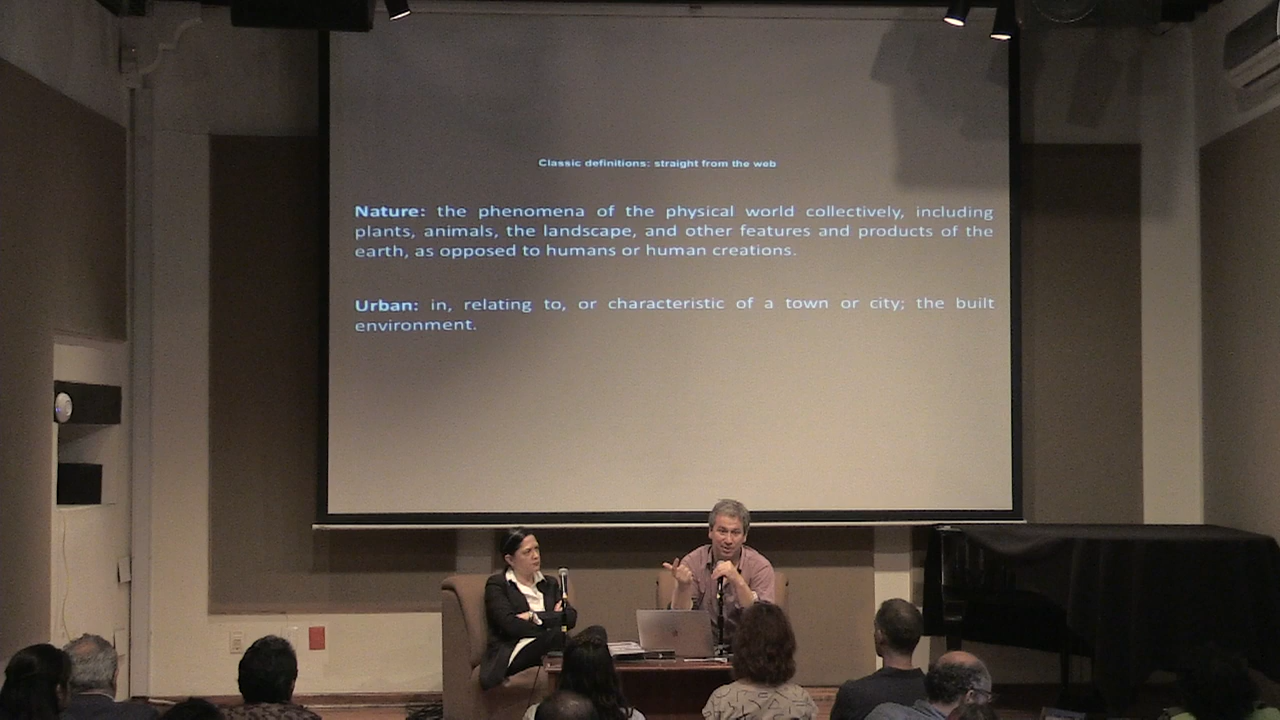 Classic definitions: straight from the web
Nature: the phenomena of the physical world collectively, including
plants, animals, the landscape, and other features and products of the
earth, as opposed to humans or human creations.
Urban: in, relating to, or characteristic of a town or city; the built
environment.